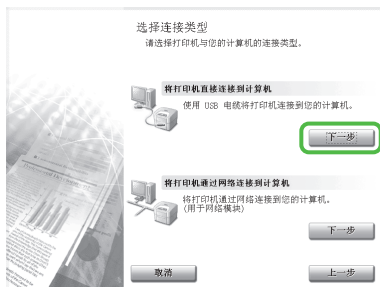 选择连接类型
请选择打印机与您的计算机的连接类型。
将打印机直接连接到计算机
使用 USB 电缆将打印机连接到您的计算机。
下一步
将打印机通过网络连接到计算机
将打印机通过网络连接到您的计算机。
(用于网络模块)
下一步
取消
上一步